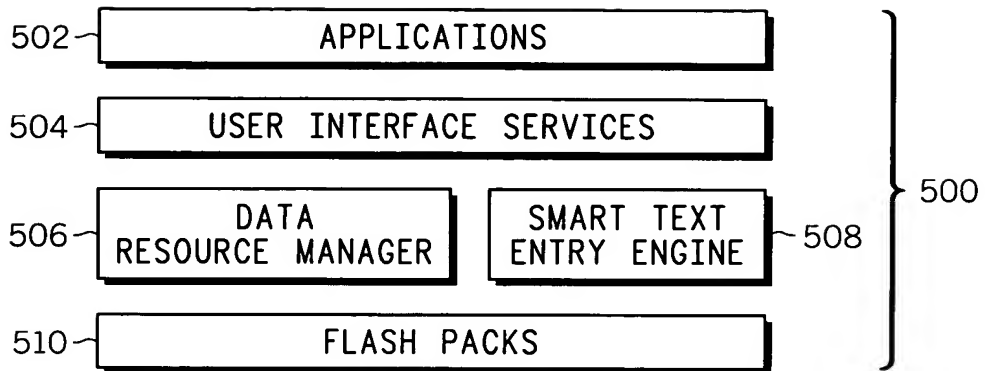 502 APPLICATIONS
504 USER INTERFACE SERVICES
500
506 DATA RESOURCE MANAGER
SMART TEXT ENTRY ENGINE 508
510 FLASH PACKS